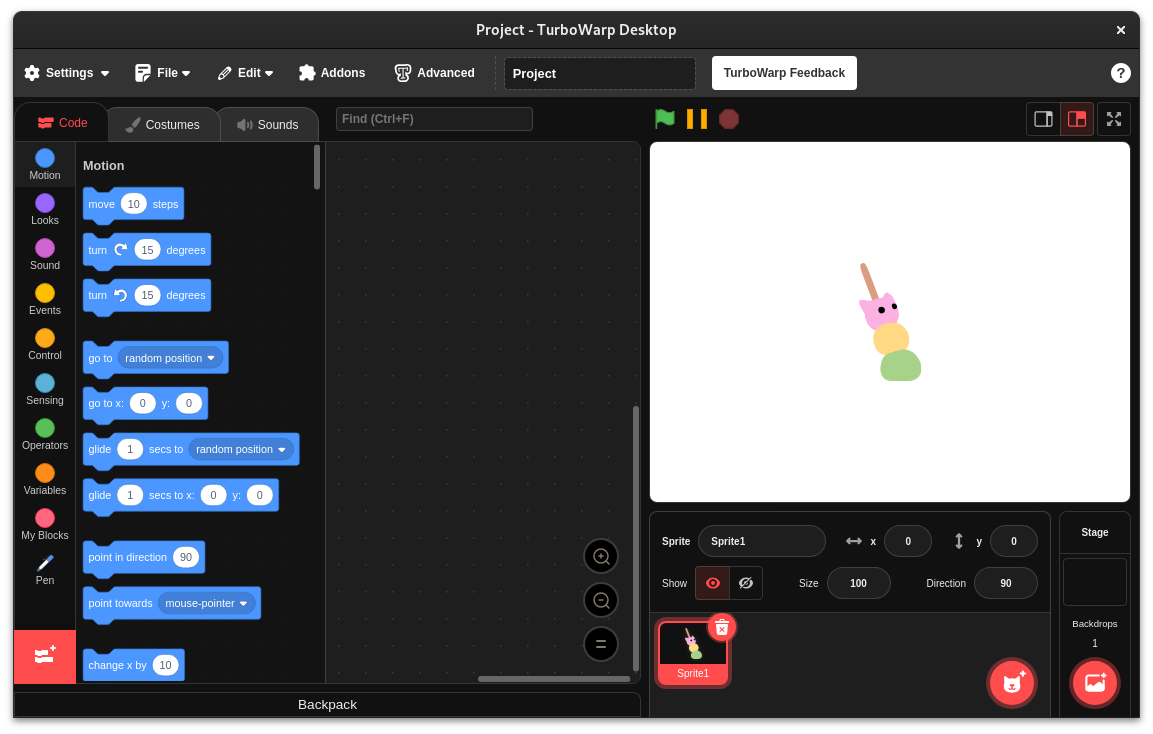 Project - TurboWarp Desktop
Settings File Edit Addons Advanced Project TurboWarp Feedback ?
Code Costumes Sounds Find (Ctrl+F)
Motion
Looks
Sound
Events
Control
Sensing
Operators
Variables
My Blocks
Pen
Motion
move 10 steps
turn 15 degrees
turn 15 degrees
go to random position
go to x: 0 y: 0
glide 1 secs to random position
glide 1 secs to x: 0 y: 0
point in direction 90
point towards mouse-pointer
change x by 10
Backpack
Sprite Sprite1 x 0 y 0
Show Size 100 Direction 90
Sprite1
Stage
Backdrops
1